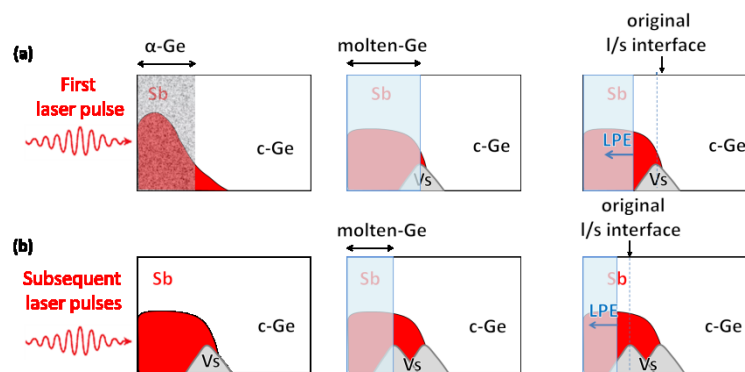 (a)
α-Ge
molten-Ge
original
l/s interface
First
laser pulse
Sb
c-Ge
Sb
Vs
c-Ge
Sb
LPE
Vs
c-Ge
(b)
molten-Ge
original
l/s interface
Subsequent
laser pulses
Sb
Vs
c-Ge
Sb
Vs
c-Ge
Sb
LPE
Vs
c-Ge